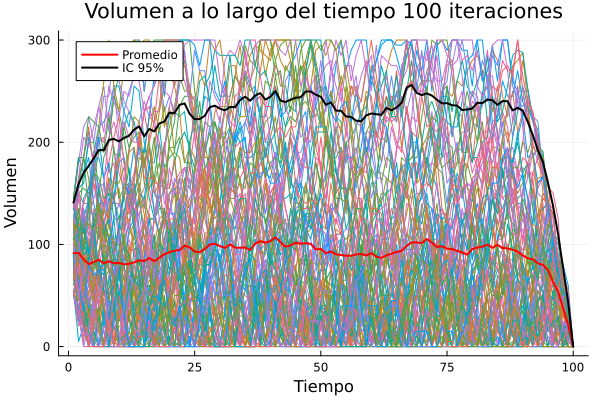 Volumen a lo largo del tiempo 100 iteraciones
300
Promedio
IC 95%
200
Volumen
100
0
0 25 50 75 100
Tiempo